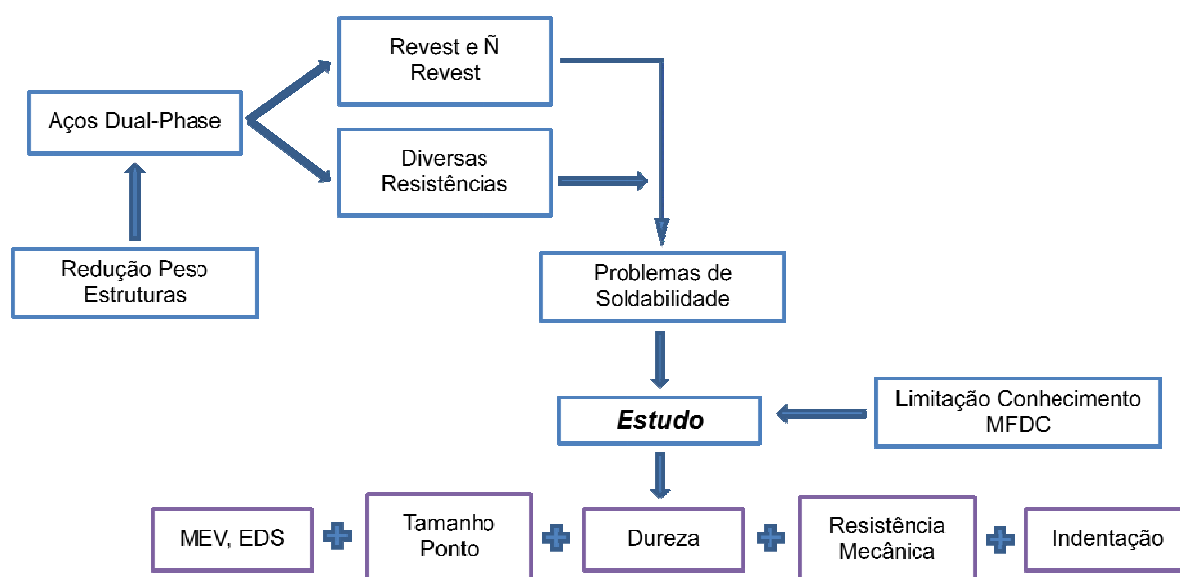 Revest e Ñ
Revest
Aços Dual-Phase
Diversas
Resistências
Redução Peso
Estruturas
Problemas de
Soldabilidade
Estudo
Limitação Conhecimento
MFDC
MEV, EDS
Tamanho
Ponto
Dureza
Resistência
Mecânica
Indentação